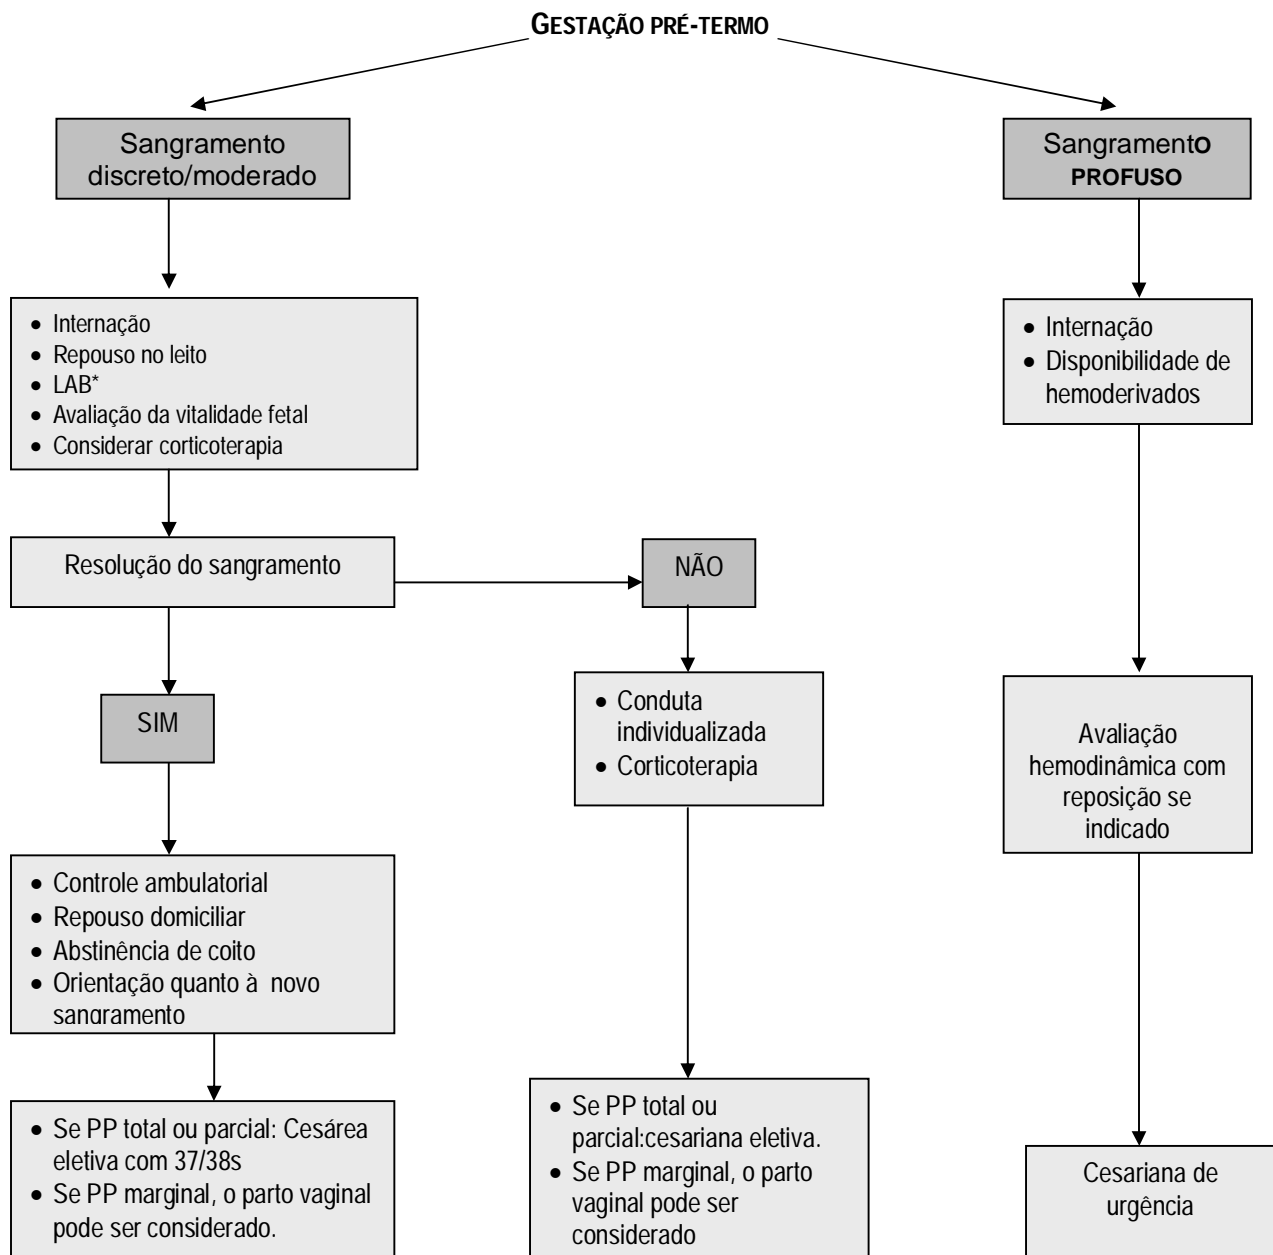 GESTAÇÃO PRÉ-TERMO
Sangramento
discreto/moderado
SangramentO
PROFUSO
• Internação
• Repouso no leito
• LAB*
• Avaliação da vitalidade fetal
• Considerar corticoterapia
• Internação
• Disponibilidade de
hemoderivados
Resolução do sangramento
NÃO
SIM
• Conduta
individualizada
• Corticoterapia
Avaliação
hemodinâmica com
reposição se
indicado
• Controle ambulatorial
• Repouso domiciliar
• Abstinência de coito
• Orientação quanto à novo
sangramento
• Se PP total ou parcial: Cesárea
eletiva com 37/38s
• Se PP marginal, o parto vaginal
pode ser considerado.
• Se PP total ou
parcial:cesariana eletiva.
• Se PP marginal, o parto
vaginal pode ser
considerado
Cesariana de
urgência